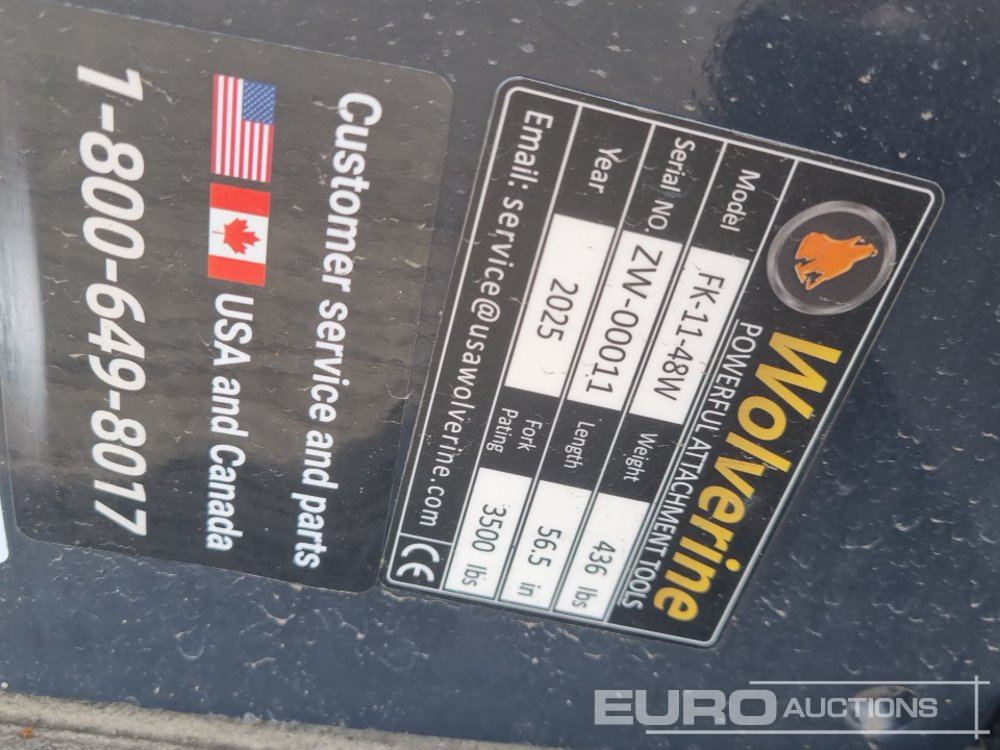 Wolverine
POWERFUL ATTACHMENT TOOLS
Model FK-11-48W Weight 436 lbs
Serial NO. ZW-00011 Length 56.5 in
Year 2025 Fork Pating 3500 lbs
Email: service@usawolverine.com CE
Customer service and parts
USA and Canada
1-800-649-8017
EURO AUCTIONS